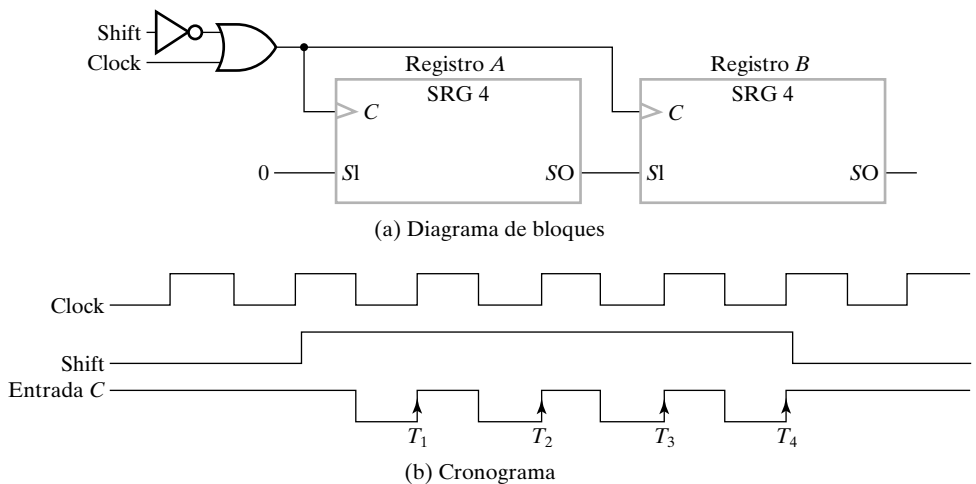 Shift
Clock
Registro A
SRG 4
C
0
SI
SO
Registro B
SRG 4
C
SI
SO
(a) Diagrama de bloques
Clock
Shift
Entrada C
T1
T2
T3
T4
(b) Cronograma